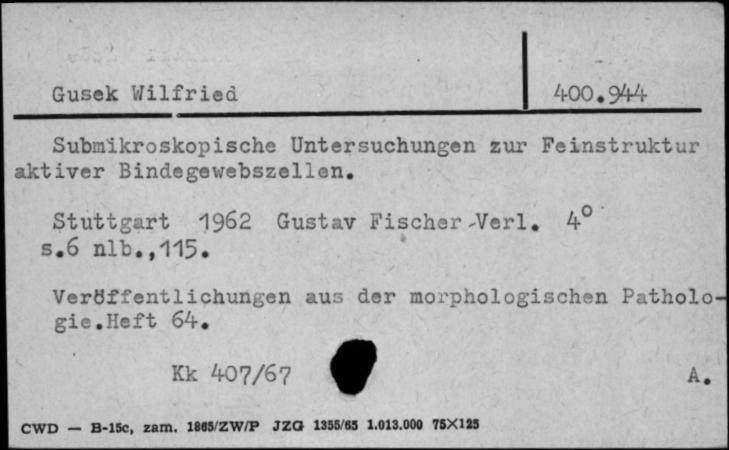 Gusek Wilfried 400.944
Submikroskopische Untersuchungen zur Feinstruktur
aktiver Bindegewebszellen.
Stuttgart 1962 Gustav Fischer-Verl. 4°
s.6 nlb.,115.
Veröffentlichungen aus der morphologischen Patholo-
gie.Heft 64.
Kk 407/67 A.
CWD — B-15c, zam. 1865/ZW/P JZG 1355/65 1.013.000 75X125